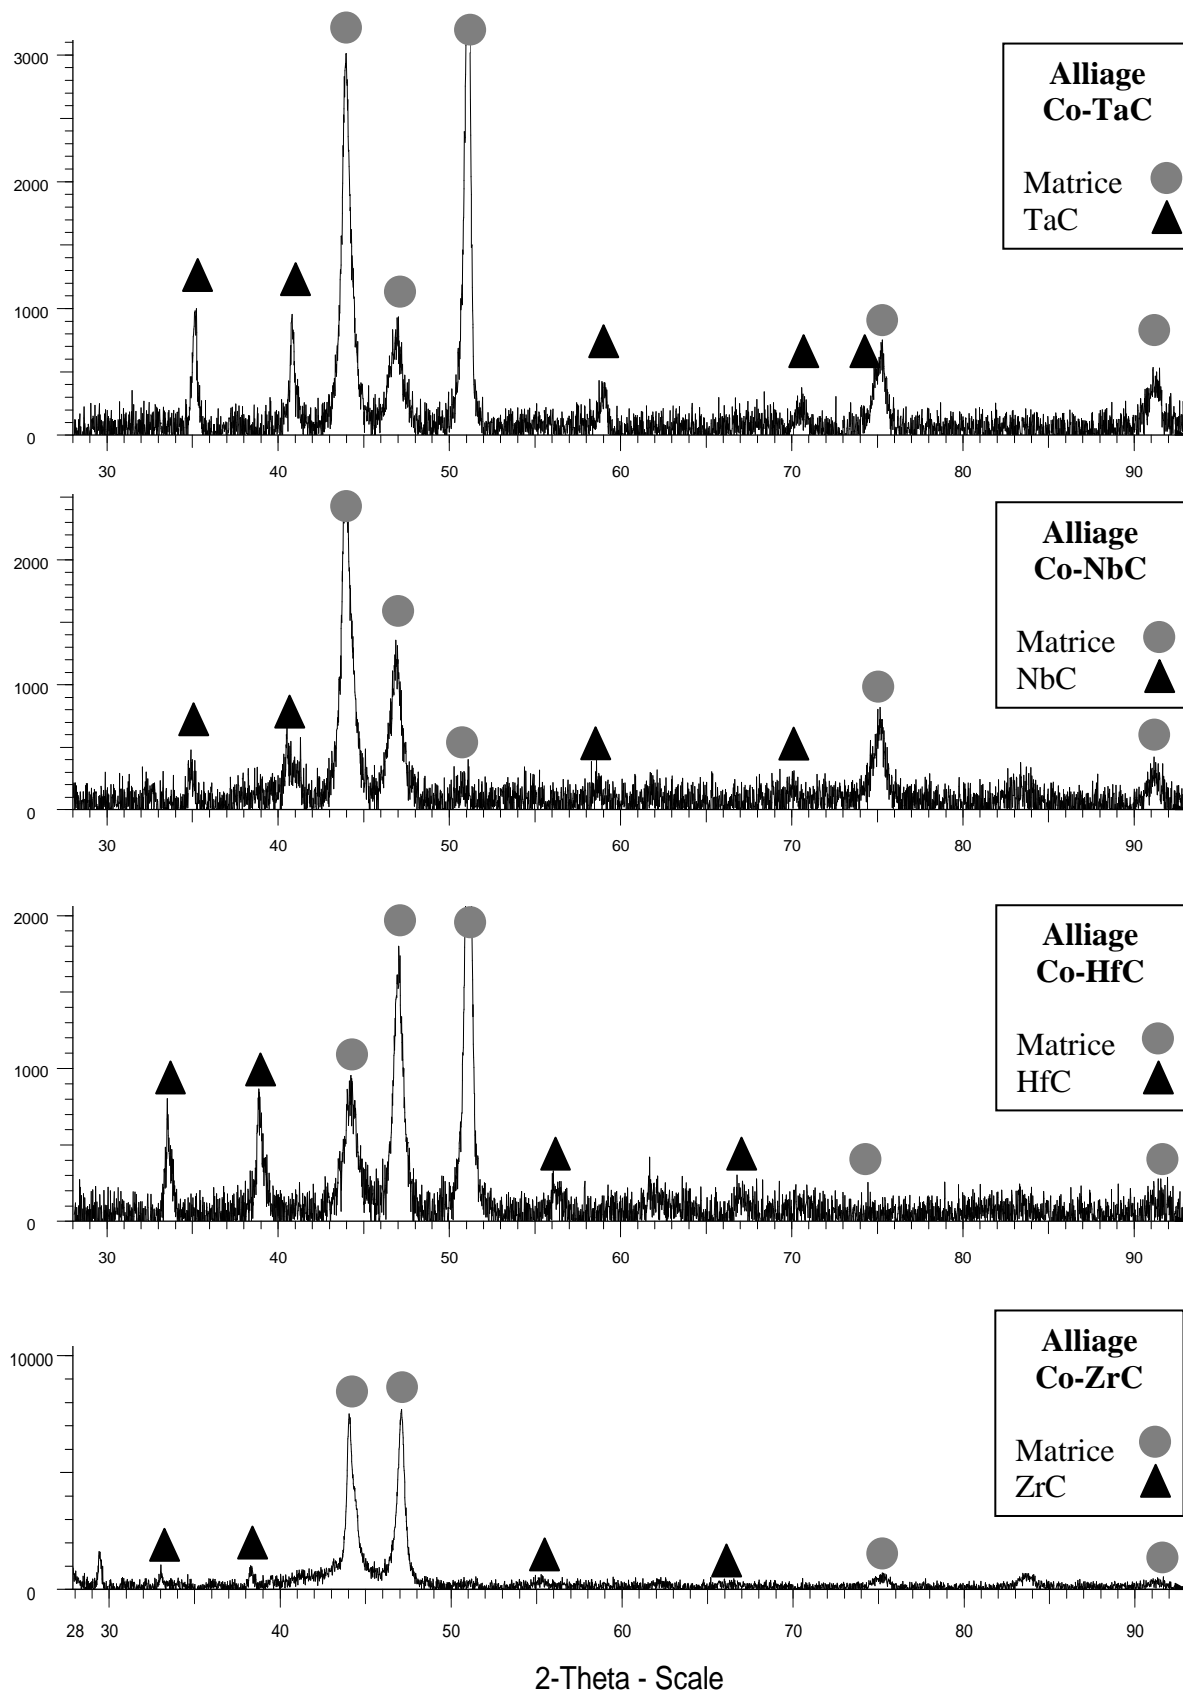 3000
2000
1000
0
30 40 50 60 70 80 90
Alliage
Co-TaC
Matrice
TaC
2000
1000
0
30 40 50 60 70 80 90
Alliage
Co-NbC
Matrice
NbC
2000
1000
0
30 40 50 60 70 80 90
Alliage
Co-HfC
Matrice
HfC
10000
0
28 30 40 50 60 70 80 90
Alliage
Co-ZrC
Matrice
ZrC
2-Theta - Scale